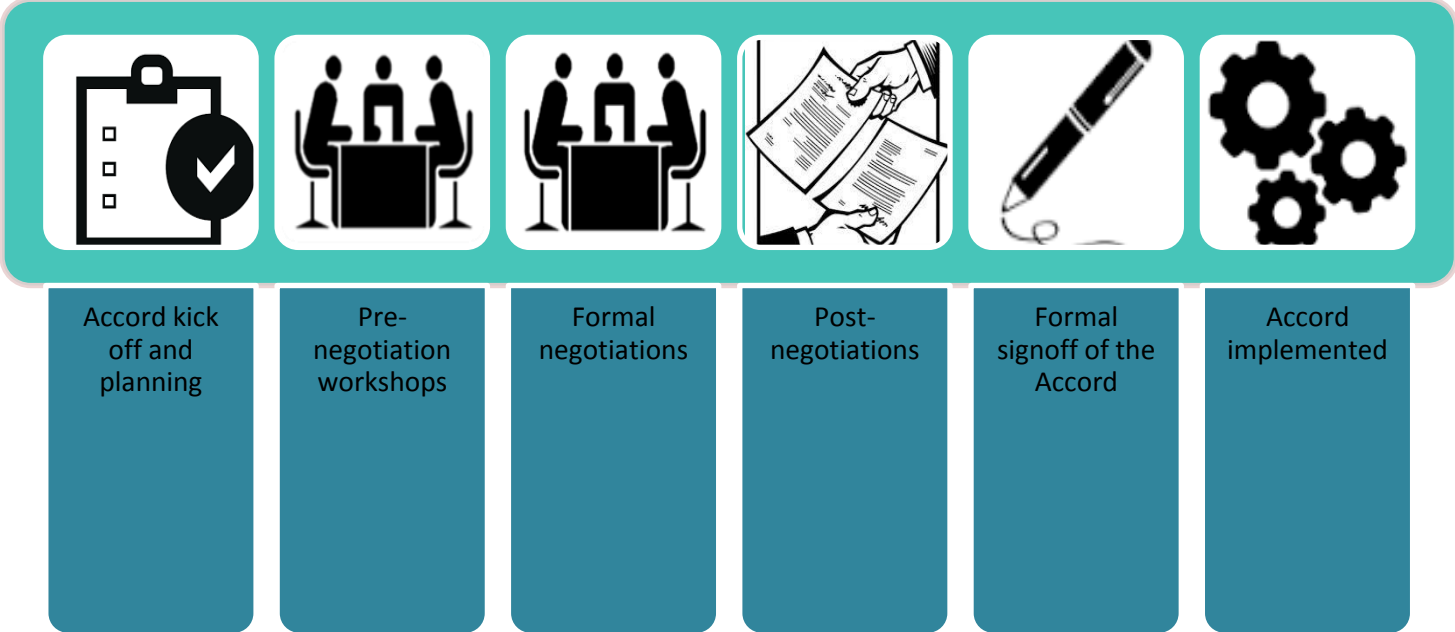 Accord kick
off and
planning
Pre-
negotiation
workshops
Formal
negotiations
Post-
negotiations
Formal
signoff of the
Accord
Accord
implemented